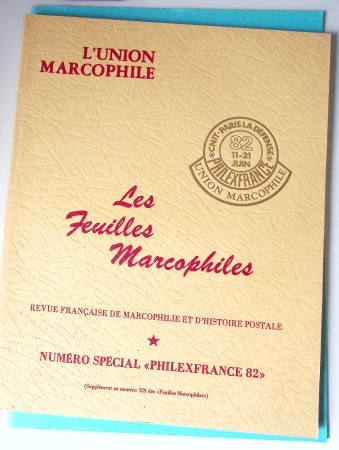 L'UNION
MARCOPHILE
CNIT-PARIS LA DEFENSE
82
11-21
JUIN
PHILEXFRANCE
UNION MARCOPHILE
Les
Feuilles
Marcophiles
REVUE FRANÇAISE DE MARCOPHILIE ET D'HISTOIRE POSTALE
NUMÉRO SPÉCIAL «PHILEXFRANCE 82»
(Supplément au numéro 229 des «Feuilles Marcophiles»)